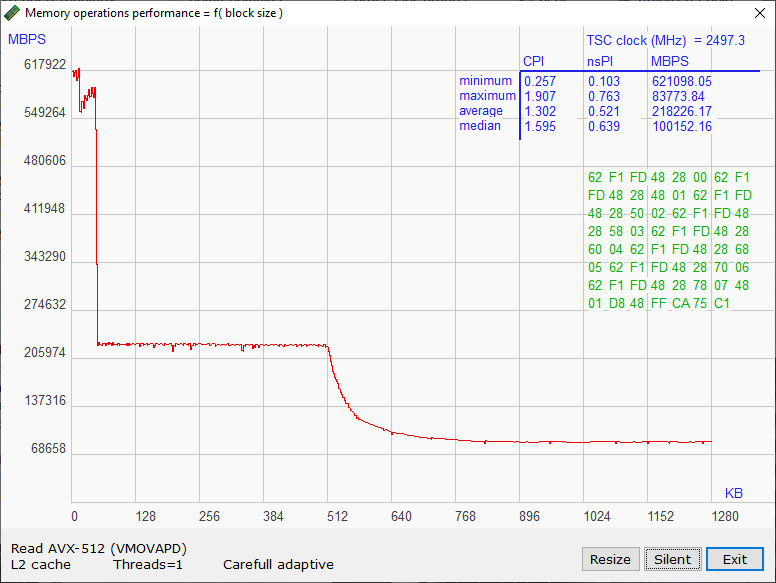 Memory operations performance = f( block size )
MBPS
TSC clock (MHz) = 2497.3
CPI nsPI MBPS
minimum 0.257 0.103 621098.05
maximum 1.907 0.763 83773.84
average 1.302 0.521 218226.17
median 1.595 0.639 100152.16
617922
549264
480606
411948
343290
274632
205974
137316
68658
62 F1 FD 48 28 00 62 F1
FD 48 28 48 01 62 F1 FD
48 28 50 02 62 F1 FD 48
28 58 03 62 F1 FD 48 28
60 04 62 F1 FD 48 28 68
05 62 F1 FD 48 28 70 06
62 F1 FD 48 28 78 07 48
01 D8 48 FF CA 75 C1
KB
0 128 256 384 512 640 768 896 1024 1152 1280
Read AVX-512 (VMOVAPD)
L2 cache Threads=1 Carefull adaptive
Resize Silent Exit